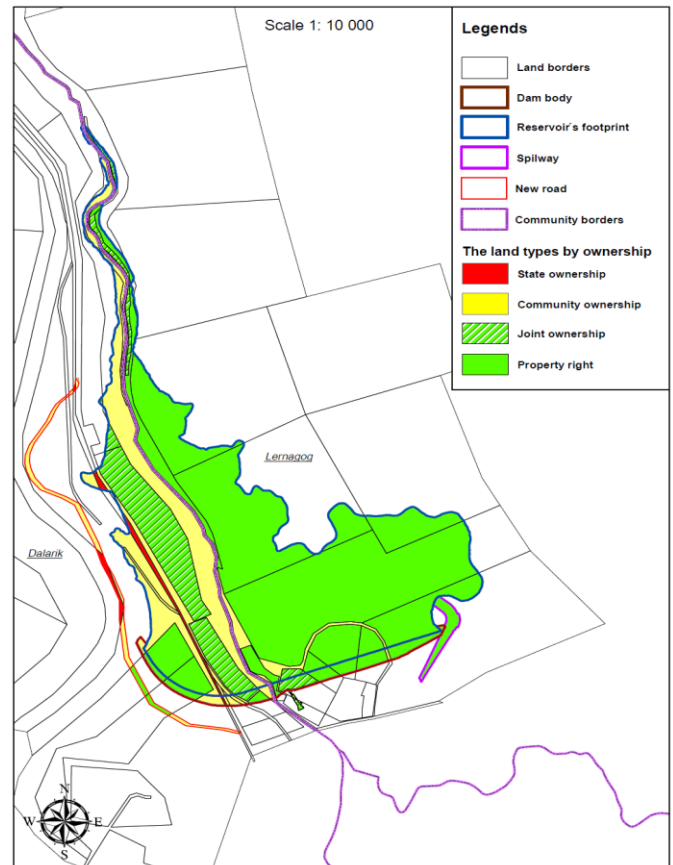 Scale 1: 10 000
Legends
Land borders
Dam body
Reservoir´s footprint
Spilway
New road
Community borders
The land types by ownership
State ownership
Community ownership
Joint ownership
Property right
Lernagog
Dalarik
N
W
E
S